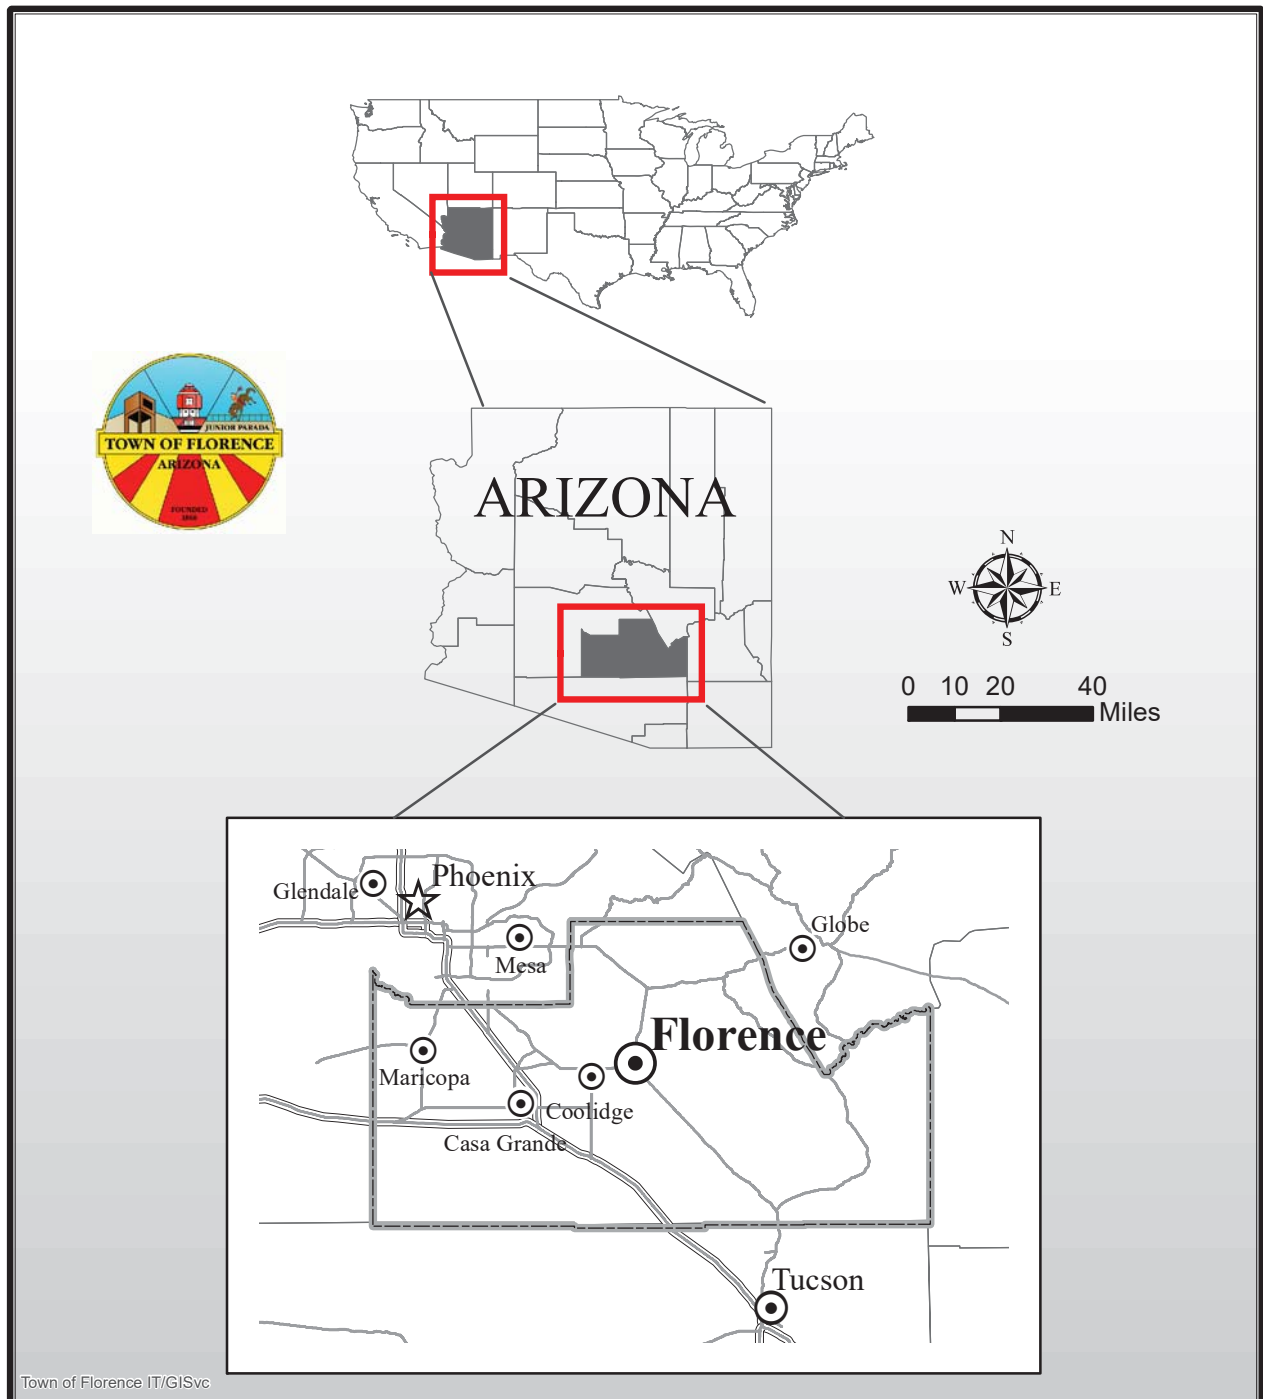 JUNIOR PARADA
TOWN OF FLORENCE
ARIZONA
FOUNDED
1866
ARIZONA
N
W E
S
0 10 20 40
Miles
Phoenix
Glendale
Globe
Mesa
Florence
Maricopa
Coolidge
Casa Grande
Tucson
Town of Florence IT/GISvc